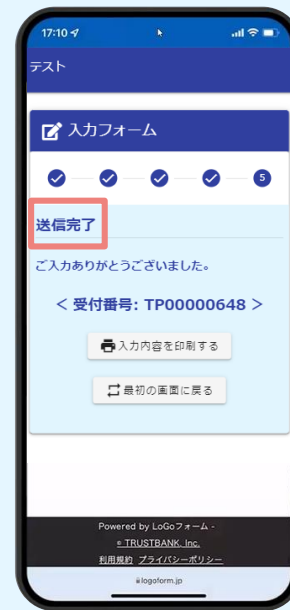 17:10
テスト
入力フォーム
5
送信完了
ご入力ありがとうございました。
< 受付番号: TP00000648 >
入力内容を印刷する
最初の画面に戻る
Powered by LoGoフォーム -
© TRUSTBANK, Inc.
利用規約 プライバシーポリシー
logoform.jp